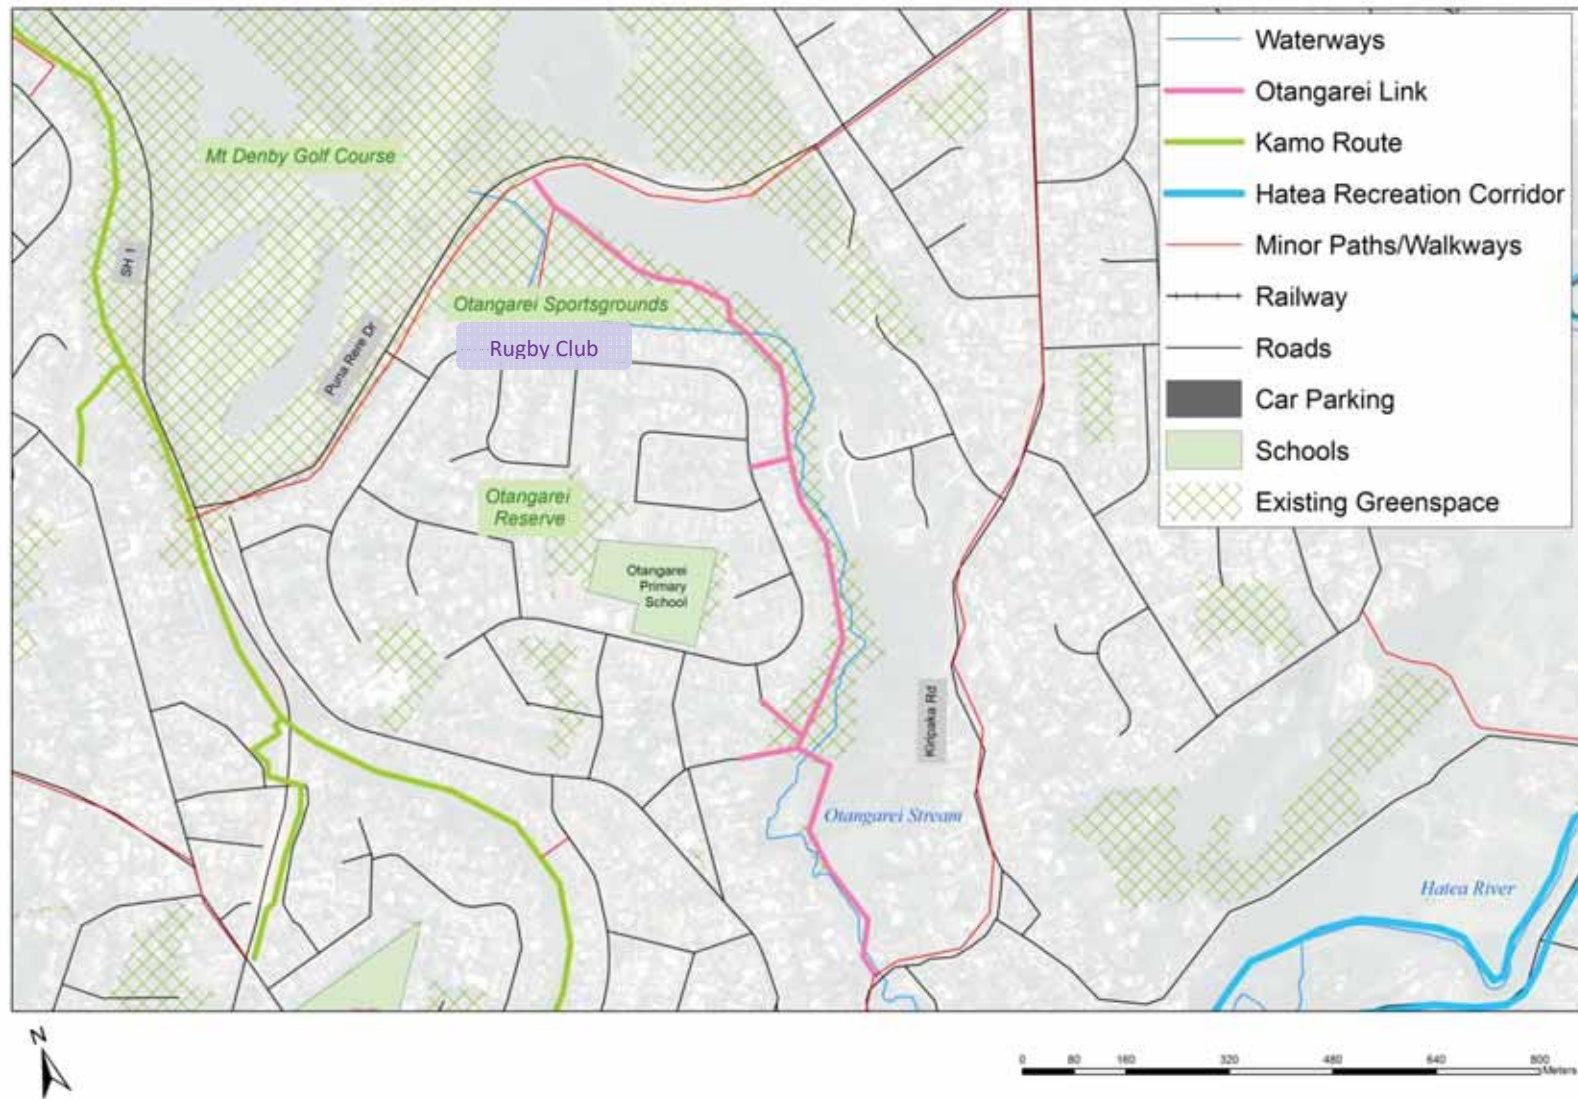 Waterways
Otangarei Link
Kamo Route
Hatea Recreation Corridor
Minor Paths/Walkways
Railway
Roads
Car Parking
Schools
Existing Greenspace
Mt Denby Golf Course
SH 1
Otangarei Sportsgrounds
Rugby Club
Puna Rere Dr
Otangarei
Reserve
Otangarei
Primary
School
Kiripaka Rd
Otangarei Stream
Hatea River
N
0 80 160 320 480 640 800
Meters